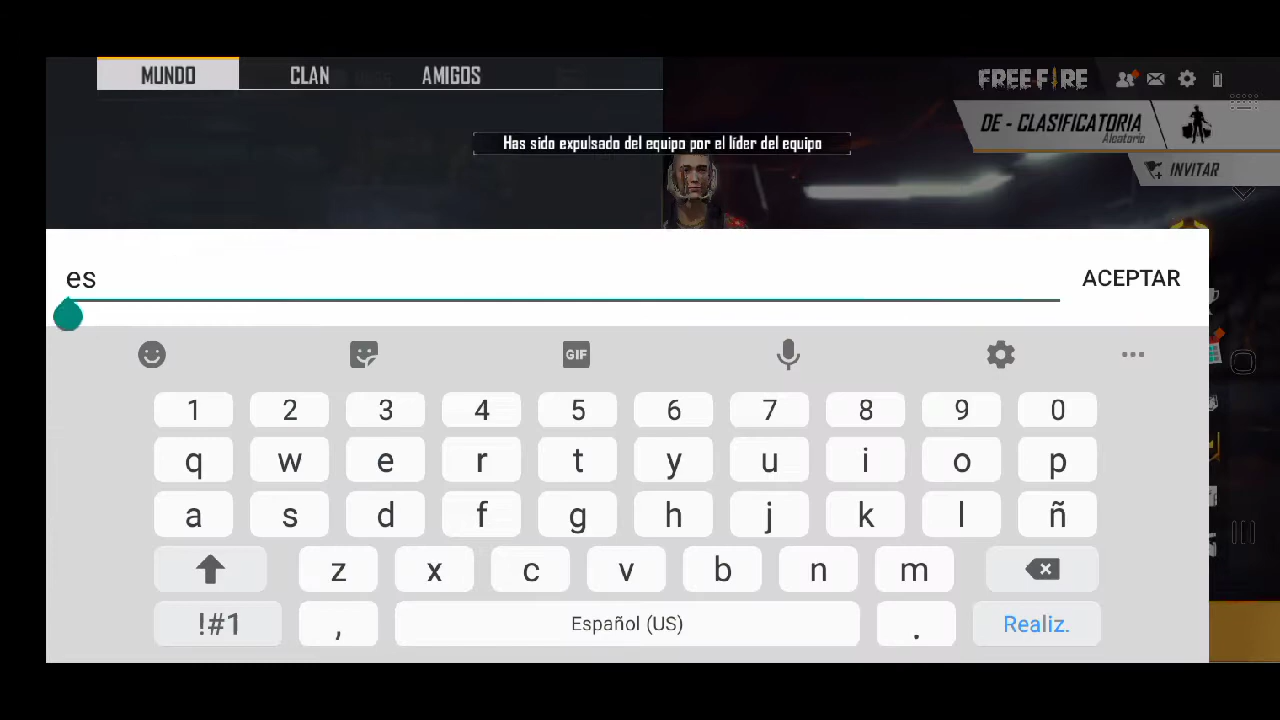 MUNDO CLAN AMIGOS
FREE FIRE
DE - CLASIFICATORIA
Aleatorio
Has sido expulsado del equipo por el líder del equipo
INVITAR
es
ACEPTAR
GIF
1 2 3 4 5 6 7 8 9 0
q w e r t y u i o p
a s d f g h j k l ñ
z x c v b n m
!#1 , Español (US) . Realiz.